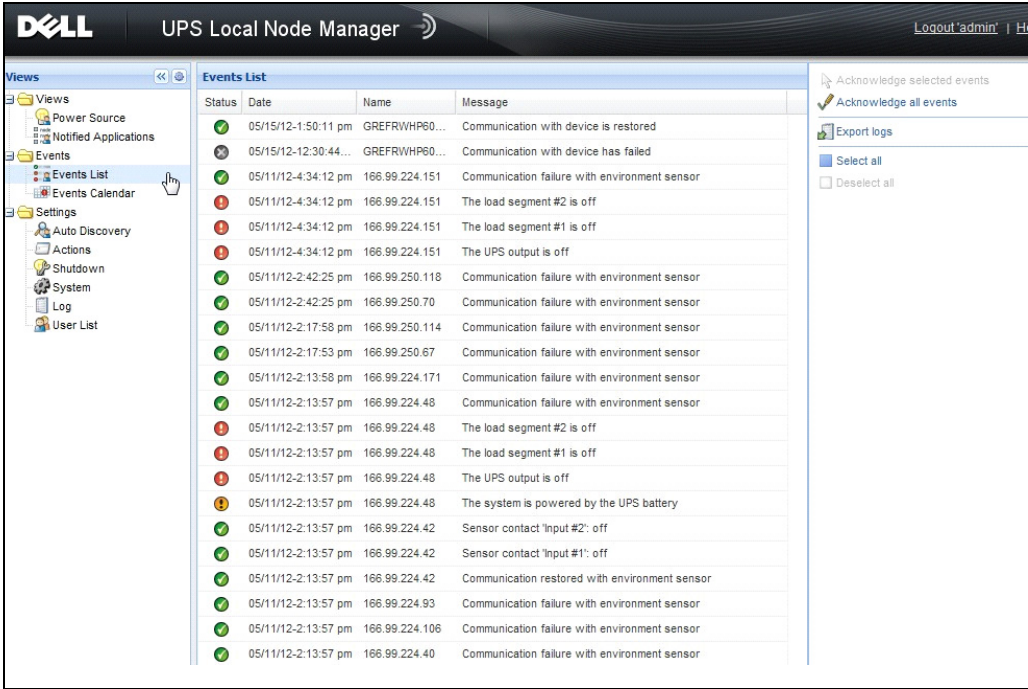 DELL
UPS Local Node Manager
Logout 'admin' |
Views
Views
Power Source
Notified Applications
Events
Events List
Events Calendar
Settings
Auto Discovery
Actions
Shutdown
System
Log
User List
Events List
Status Date Name Message
05/15/12-1:50:11 pm GREFRWHP60... Communication with device is restored
05/15/12-12:30:44... GREFRWHP60... Communication with device has failed
05/11/12-4:34:12 pm 166.99.224.151 Communication failure with environment sensor
05/11/12-4:34:12 pm 166.99.224.151 The load segment #2 is off
05/11/12-4:34:12 pm 166.99.224.151 The load segment #1 is off
05/11/12-4:34:12 pm 166.99.224.151 The UPS output is off
05/11/12-2:42:25 pm 166.99.250.118 Communication failure with environment sensor
05/11/12-2:42:25 pm 166.99.250.70 Communication failure with environment sensor
05/11/12-2:17:58 pm 166.99.250.114 Communication failure with environment sensor
05/11/12-2:17:53 pm 166.99.250.67 Communication failure with environment sensor
05/11/12-2:13:58 pm 166.99.224.171 Communication failure with environment sensor
05/11/12-2:13:57 pm 166.99.224.48 Communication failure with environment sensor
05/11/12-2:13:57 pm 166.99.224.48 The load segment #2 is off
05/11/12-2:13:57 pm 166.99.224.48 The load segment #1 is off
05/11/12-2:13:57 pm 166.99.224.48 The UPS output is off
05/11/12-2:13:57 pm 166.99.224.48 The system is powered by the UPS battery
05/11/12-2:13:57 pm 166.99.224.42 Sensor contact 'Input #2': off
05/11/12-2:13:57 pm 166.99.224.42 Sensor contact 'Input #1': off
05/11/12-2:13:57 pm 166.99.224.42 Communication restored with environment sensor
05/11/12-2:13:57 pm 166.99.224.93 Communication failure with environment sensor
05/11/12-2:13:57 pm 166.99.224.106 Communication failure with environment sensor
05/11/12-2:13:57 pm 166.99.224.40 Communication failure with environment sensor
Acknowledge selected events
Acknowledge all events
Export logs
Select all
Deselect all